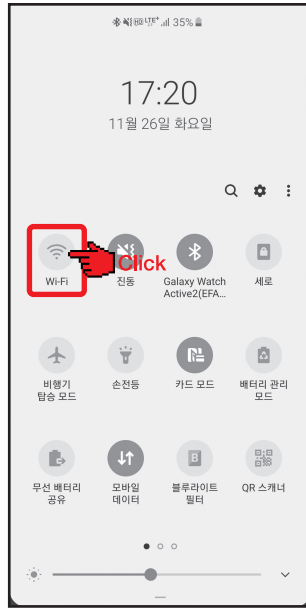 LTE+ 35%
17:20
11월 26일 화요일
Click
Wi-Fi
진동
Galaxy Watch
Active2(EFA...
세로
비행기
탑승 모드
손전등
카드 모드
배터리 관리
모드
무선 배터리
공유
모바일
데이터
B
블루라이트
필터
QR 스캐너